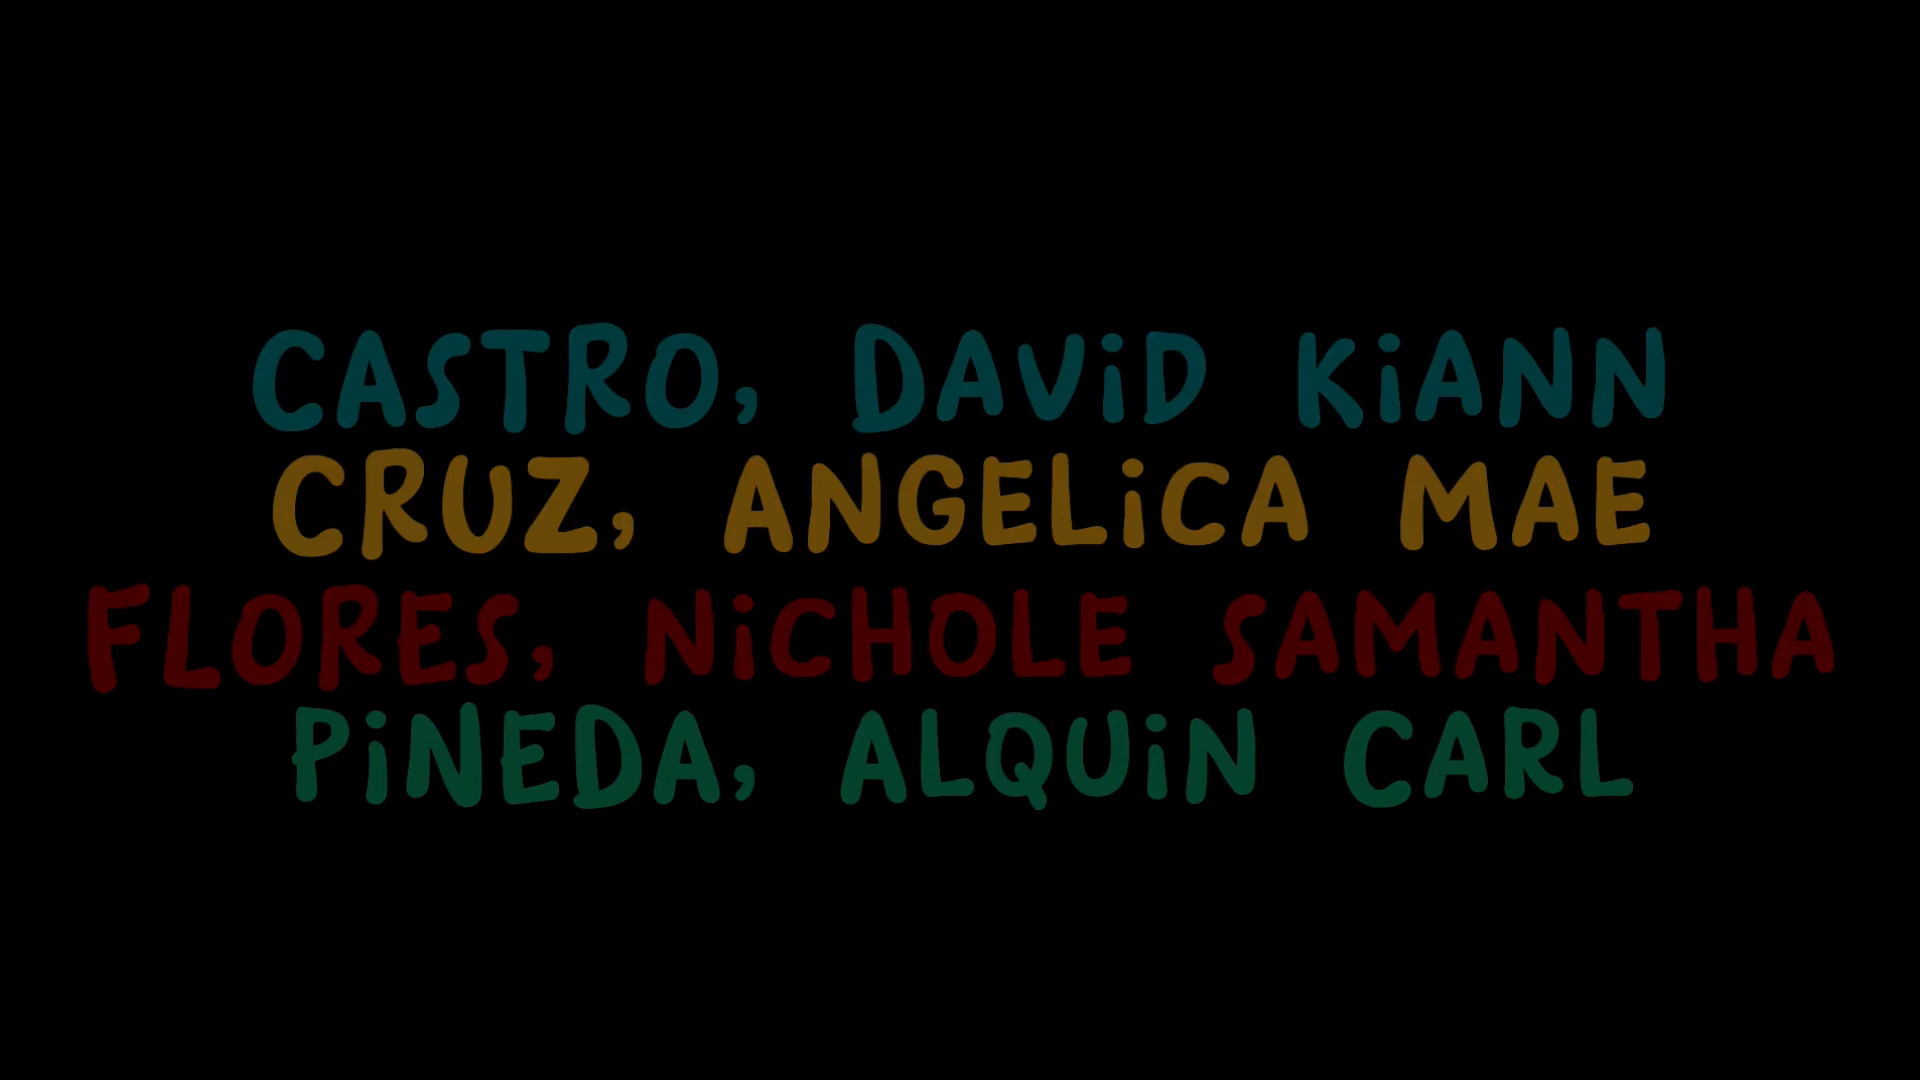 CASTRO, DAViD KiANN
CRUZ, ANGELiCA MAE
FLORES, NiCHOLE SAMANTHA
PiNEDA, ALQUiN CARL